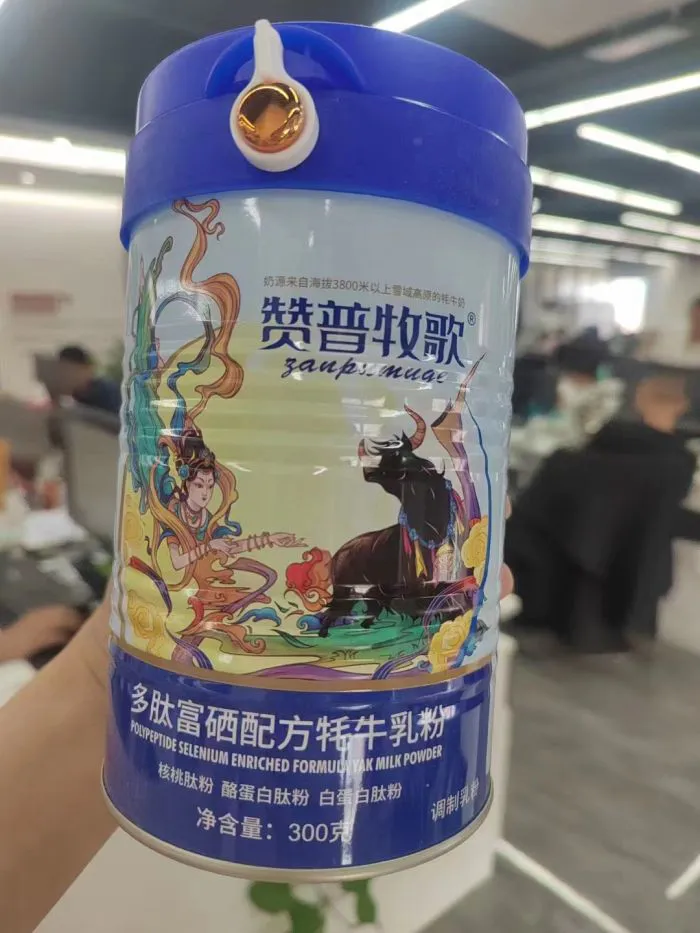 奶源来自海拔3800米以上雪域高原的牦牛奶
赞普牧歌®
zanpumuge
多肽富硒配方牦牛乳粉
POLYPEPTIDE SELENIUM ENRICHED FORMULA YAK MILK POWDER
核桃肽粉 酪蛋白肽粉 白蛋白肽粉
调制乳粉
净含量：300克